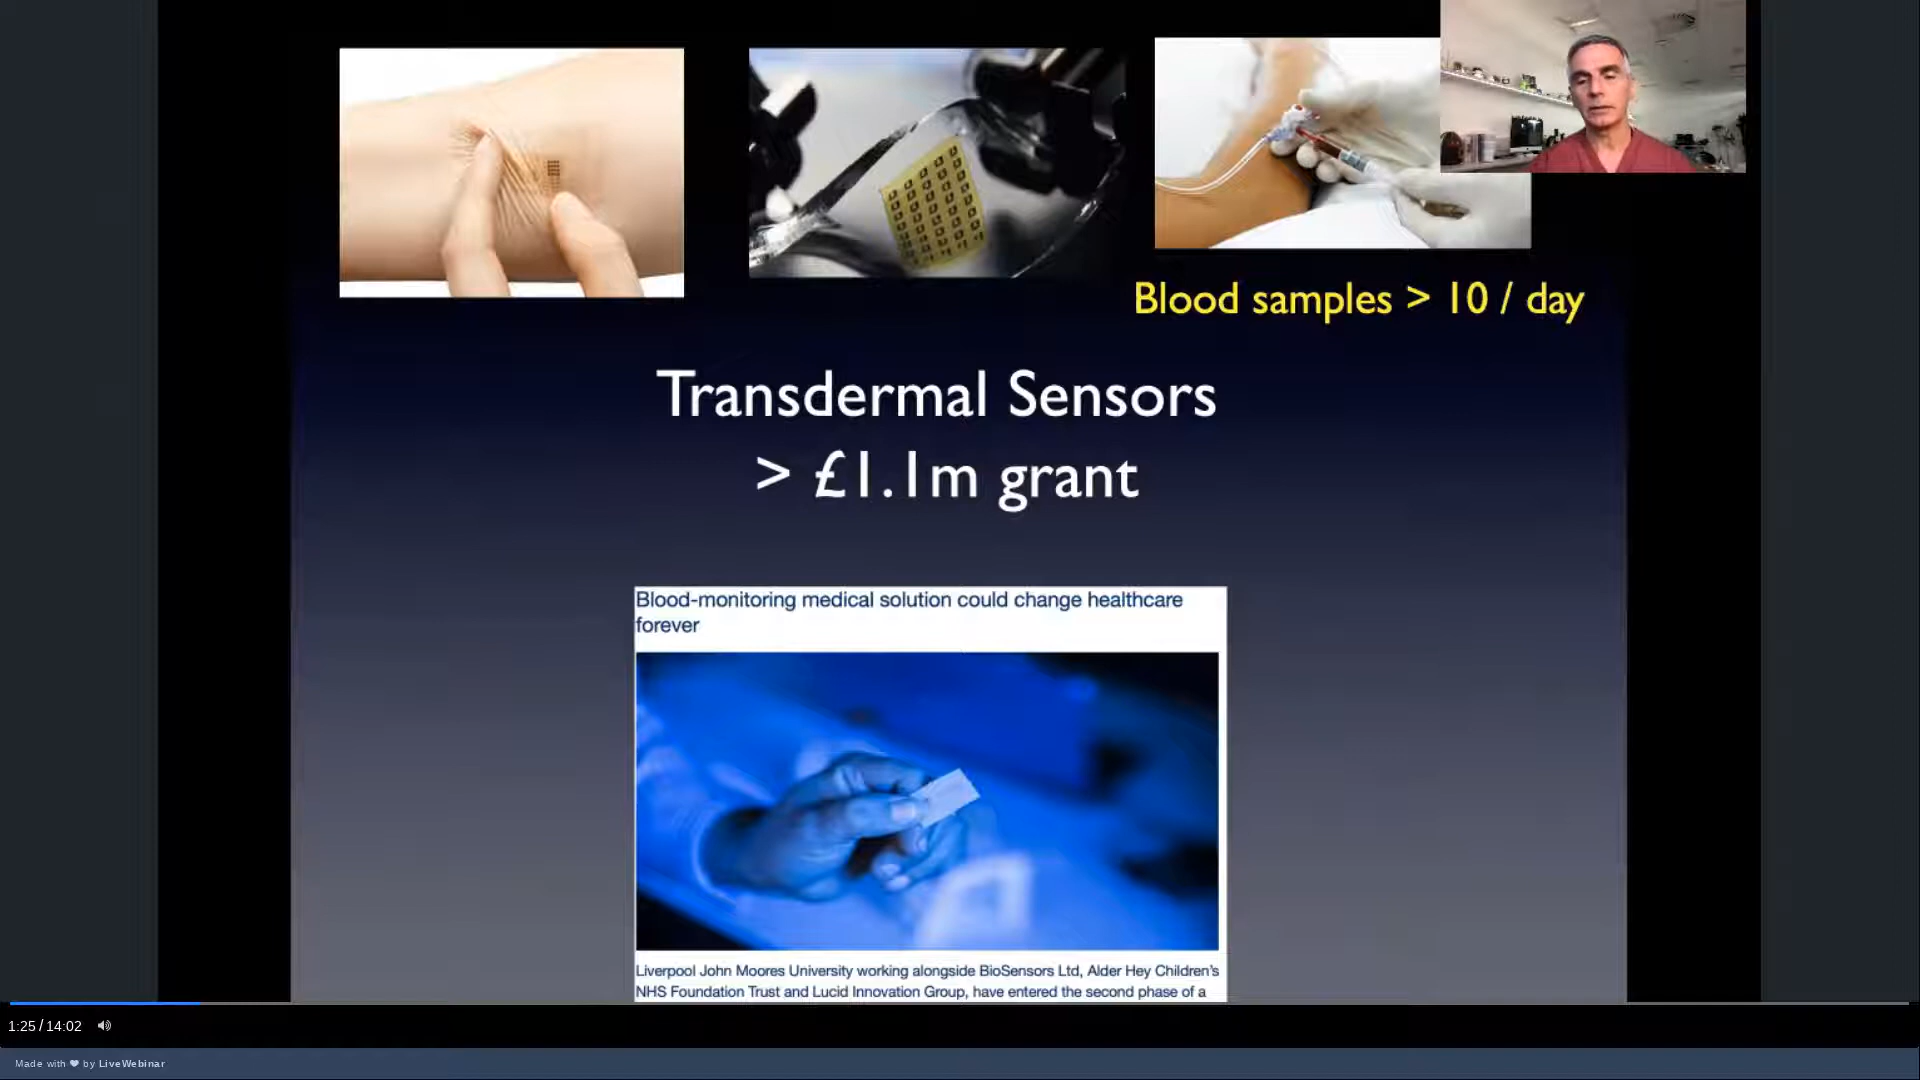 Blood samples > 10 / day
Transdermal Sensors
> £1.1m grant
Blood-monitoring medical solution could change healthcare
forever
Liverpool John Moores University working alongside BioSensors Ltd, Alder Hey Children's
NHS Foundation Trust and Lucid Innovation Group, have entered the second phase of a
1:25 / 14:02
Made with ❤ by LiveWebinar